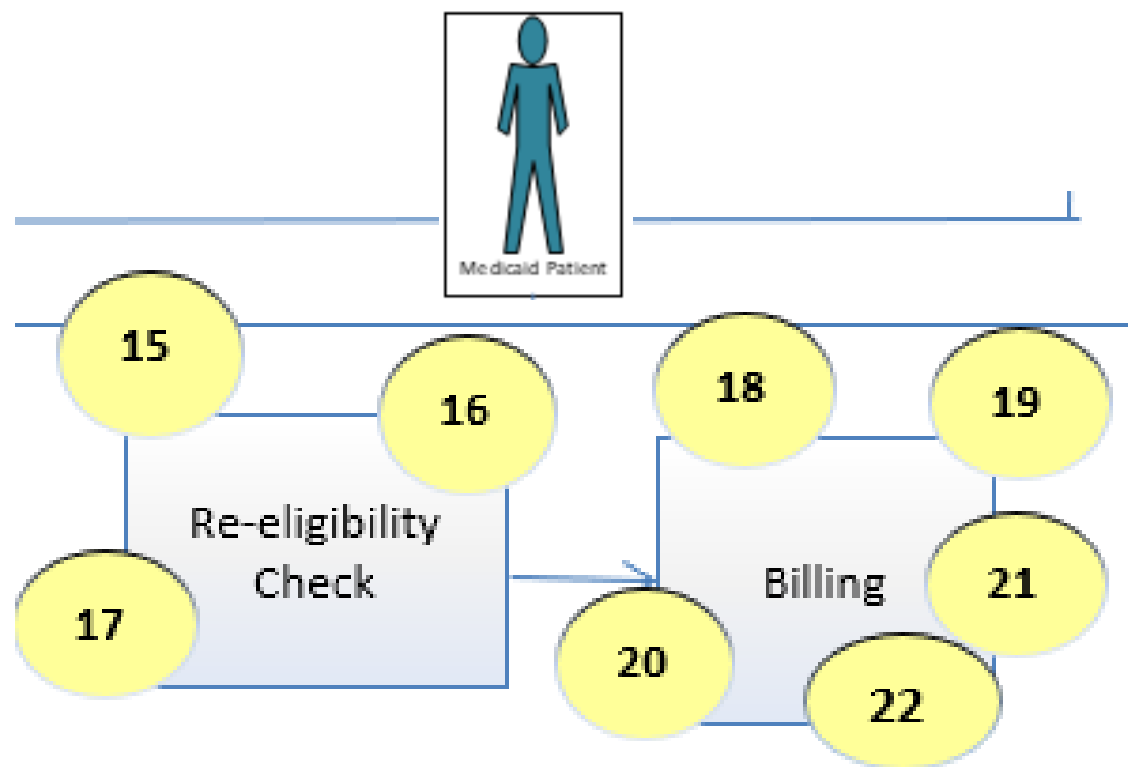 Medicaid Patient
15
16
18
19
Re-eligibility
Check
Billing
17
20
21
22